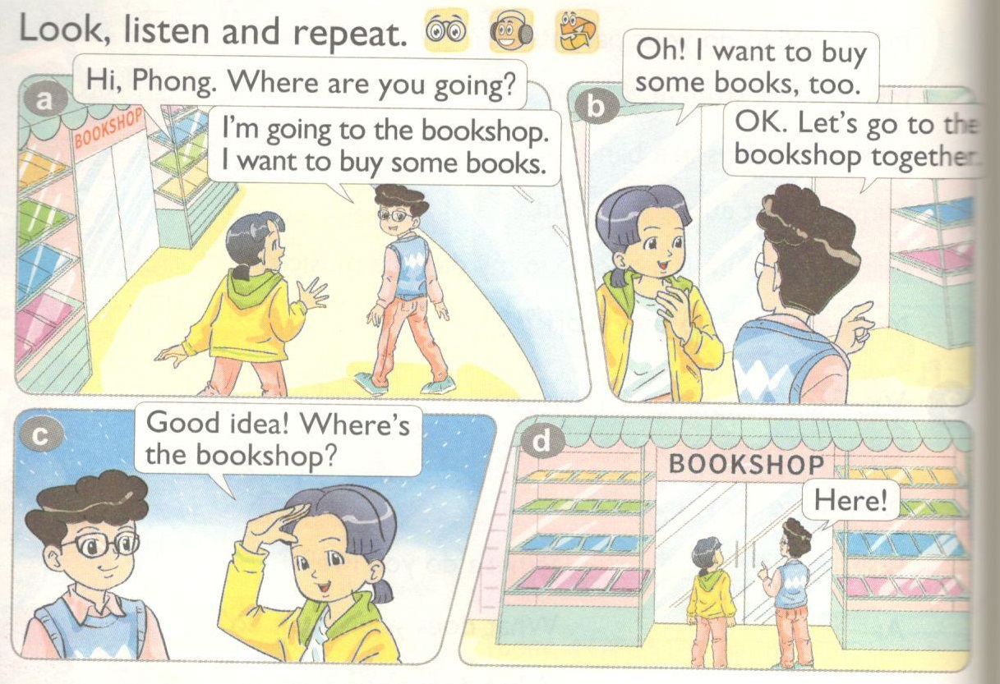 Look, listen and repeat.
a
Hi, Phong. Where are you going?
BOOKSHOP
I'm going to the bookshop.
I want to buy some books.
b
Oh! I want to buy
some books, too.
OK. Let's go to the
bookshop together.
c
Good idea! Where's
the bookshop?
d
BOOKSHOP
Here!